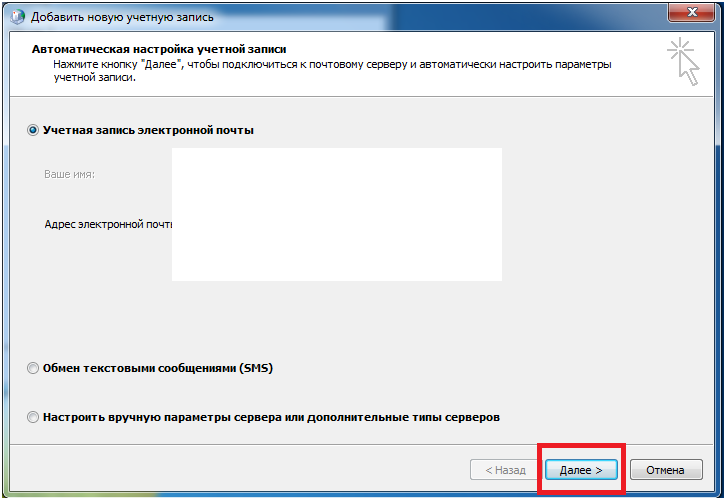 Добавить новую учетную запись
Автоматическая настройка учетной записи
Нажмите кнопку "Далее", чтобы подключиться к почтовому серверу и автоматически настроить параметры
учетной записи.
Учетная запись электронной почты
Ваше имя:
Адрес электронной почты
Обмен текстовыми сообщениями (SMS)
Настроить вручную параметры сервера или дополнительные типы серверов
< Назад Далее > Отмена